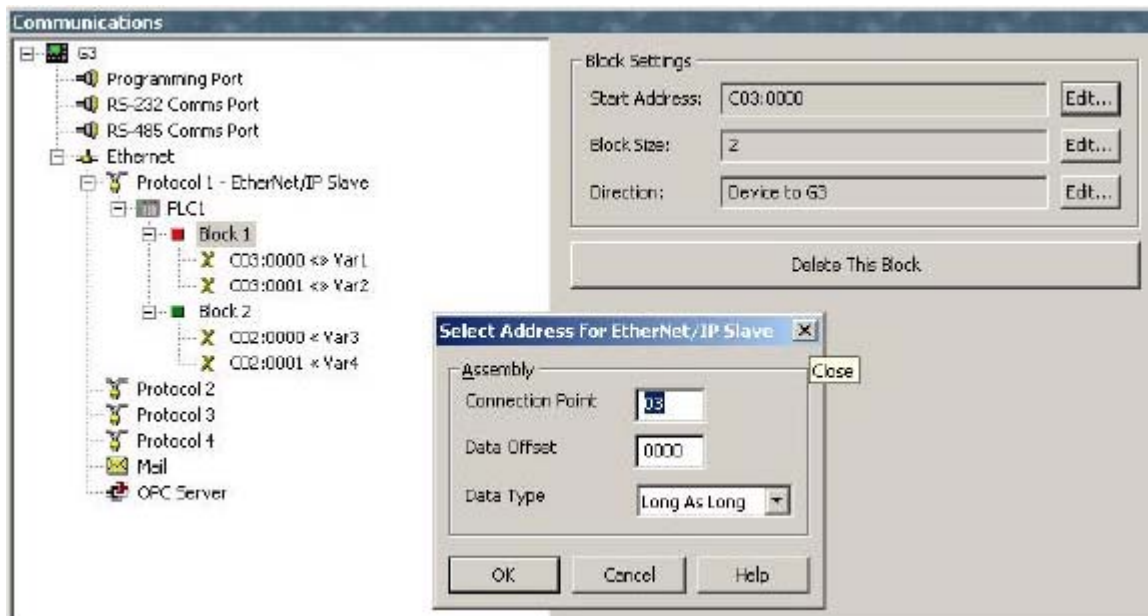 Communications
G3
Programming Port
RS-232 Comms Port
RS-485 Comms Port
Ethernet
Protocol 1 - EtherNet/IP Slave
PLC1
Block 1
C03:0000 <> Var1
C03:0001 <> Var2
Block 2
C02:0000 < Var3
C02:0001 < Var4
Protocol 2
Protocol 3
Protocol 4
Mail
OPC Server
Block Settings
Start Address: C03:0000 Edit...
Block Size: 2 Edit...
Direction: Device to G3 Edit...
Delete This Block
Select Address For EtherNet/IP Slave
Close
Assembly
Connection Point 03
Data Offset 0000
Data Type Long As Long
OK Cancel Help